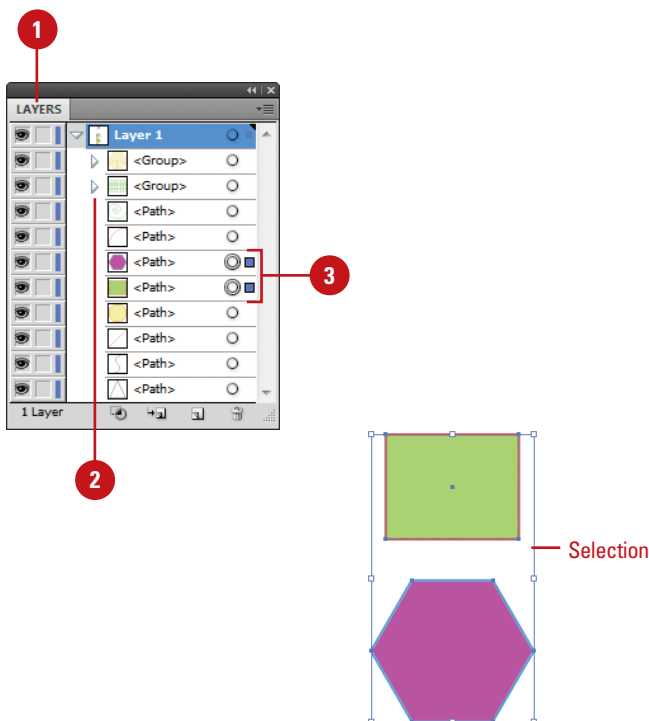 1
LAYERS
Layer 1
<Group>
<Group>
<Path>
<Path>
<Path>
3
<Path>
<Path>
<Path>
<Path>
<Path>
1 Layer
2
Selection